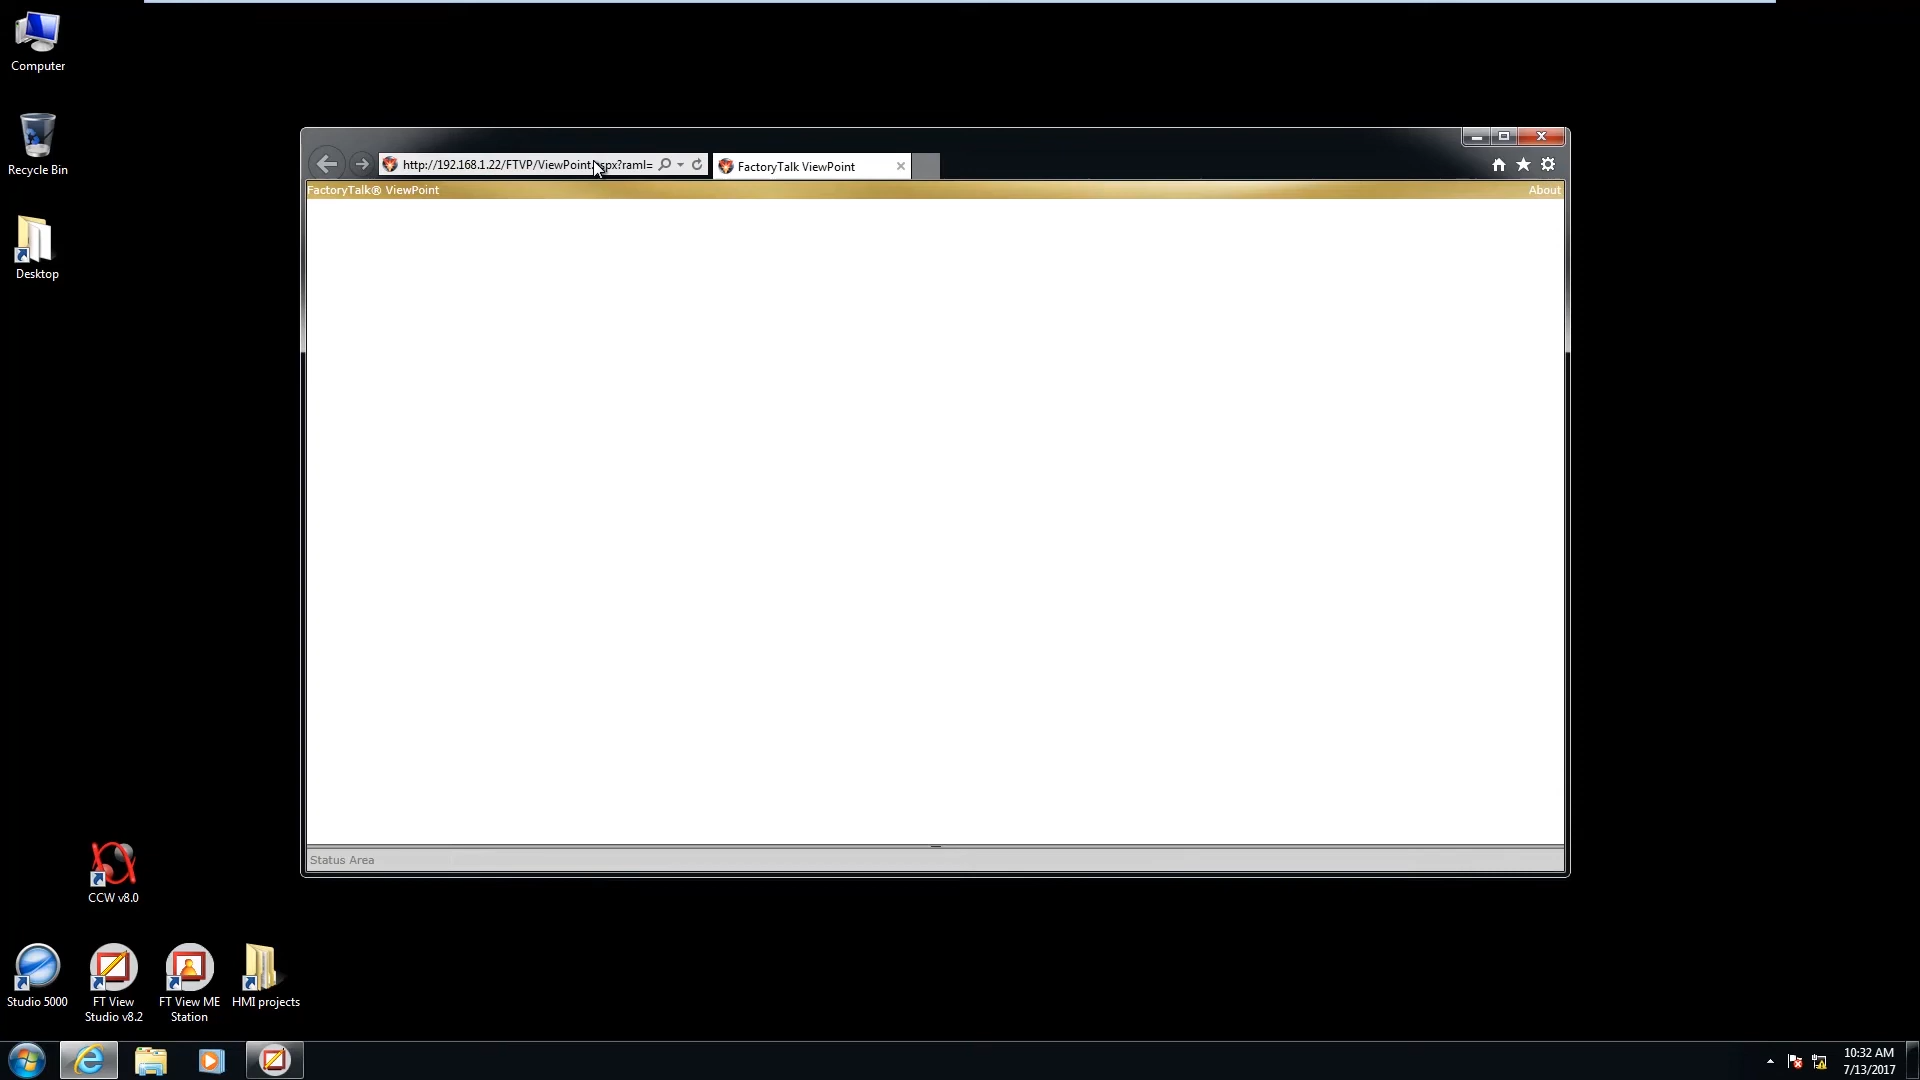 Computer
Recycle Bin
Desktop
http://192.168.1.22/FTVP/ViewPoint.aspx?raml=
FactoryTalk ViewPoint
FactoryTalk® ViewPoint
About
Status Area
CCW v8.0
Studio 5000
FT View
Studio v8.2
FT View ME
Station
HMI projects
10:32 AM
7/13/2017